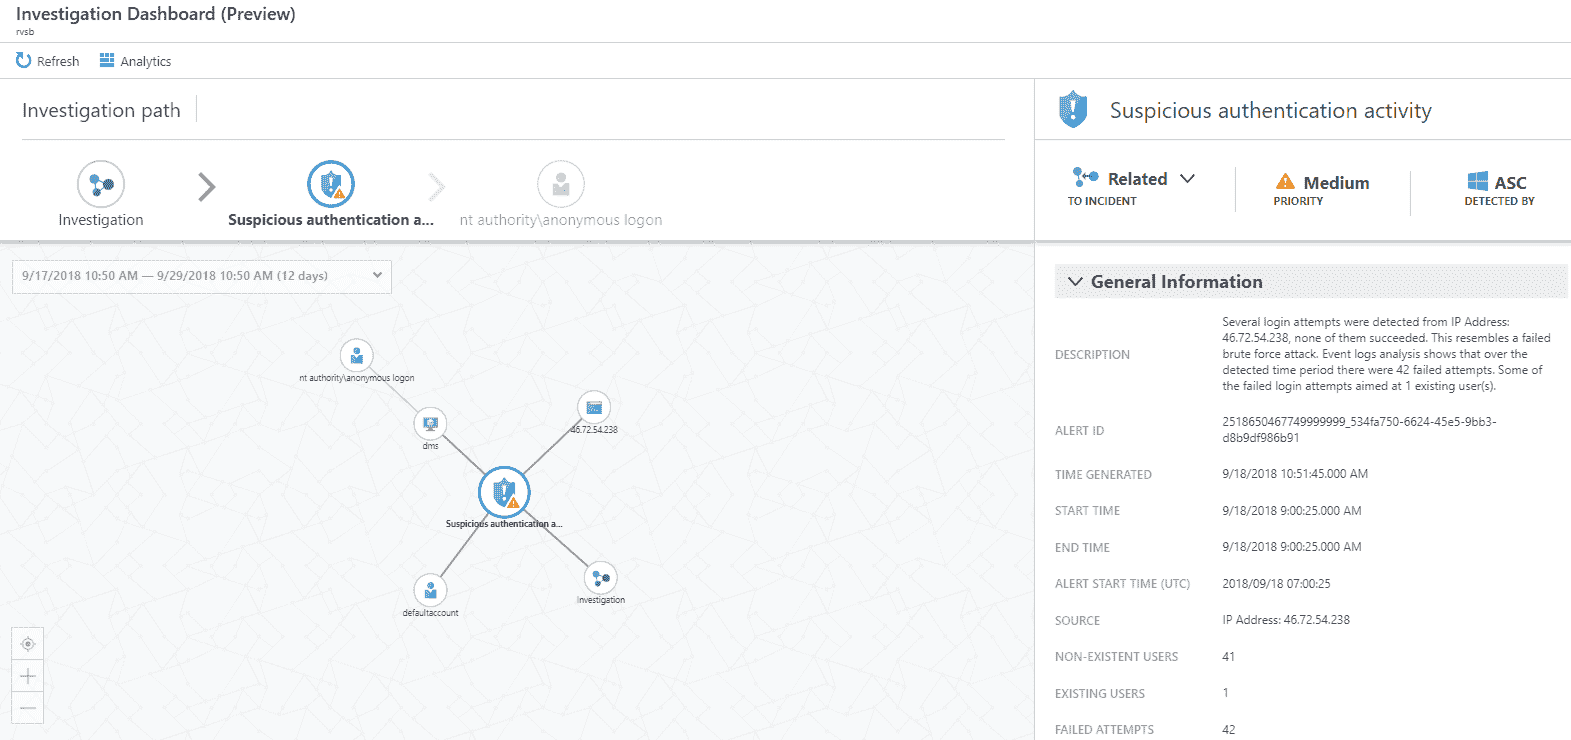 Investigation Dashboard (Preview)
rvsb
Refresh
Analytics
Investigation path
Investigation
Suspicious authentication a...
nt authority\anonymous logon
9/17/2018 10:50 AM — 9/29/2018 10:50 AM (12 days)
nt authority\anonymous logon
dms
46.72.54.238
Suspicious authentication a...
defaultaccount
Investigation
Suspicious authentication activity
Related
TO INCIDENT
Medium
PRIORITY
ASC
DETECTED BY
General Information
DESCRIPTION
Several login attempts were detected from IP Address:
46.72.54.238, none of them succeeded. This resembles a failed
brute force attack. Event logs analysis shows that over the
detected time period there were 42 failed attempts. Some of
the failed login attempts aimed at 1 existing user(s).
ALERT ID
2518650467749999999_534fa750-6624-45e5-9bb3-
d8b9df986b91
TIME GENERATED
9/18/2018 10:51:45.000 AM
START TIME
9/18/2018 9:00:25.000 AM
END TIME
9/18/2018 9:00:25.000 AM
ALERT START TIME (UTC)
2018/09/18 07:00:25
SOURCE
IP Address: 46.72.54.238
NON-EXISTENT USERS
41
EXISTING USERS
1
FAILED ATTEMPTS
42